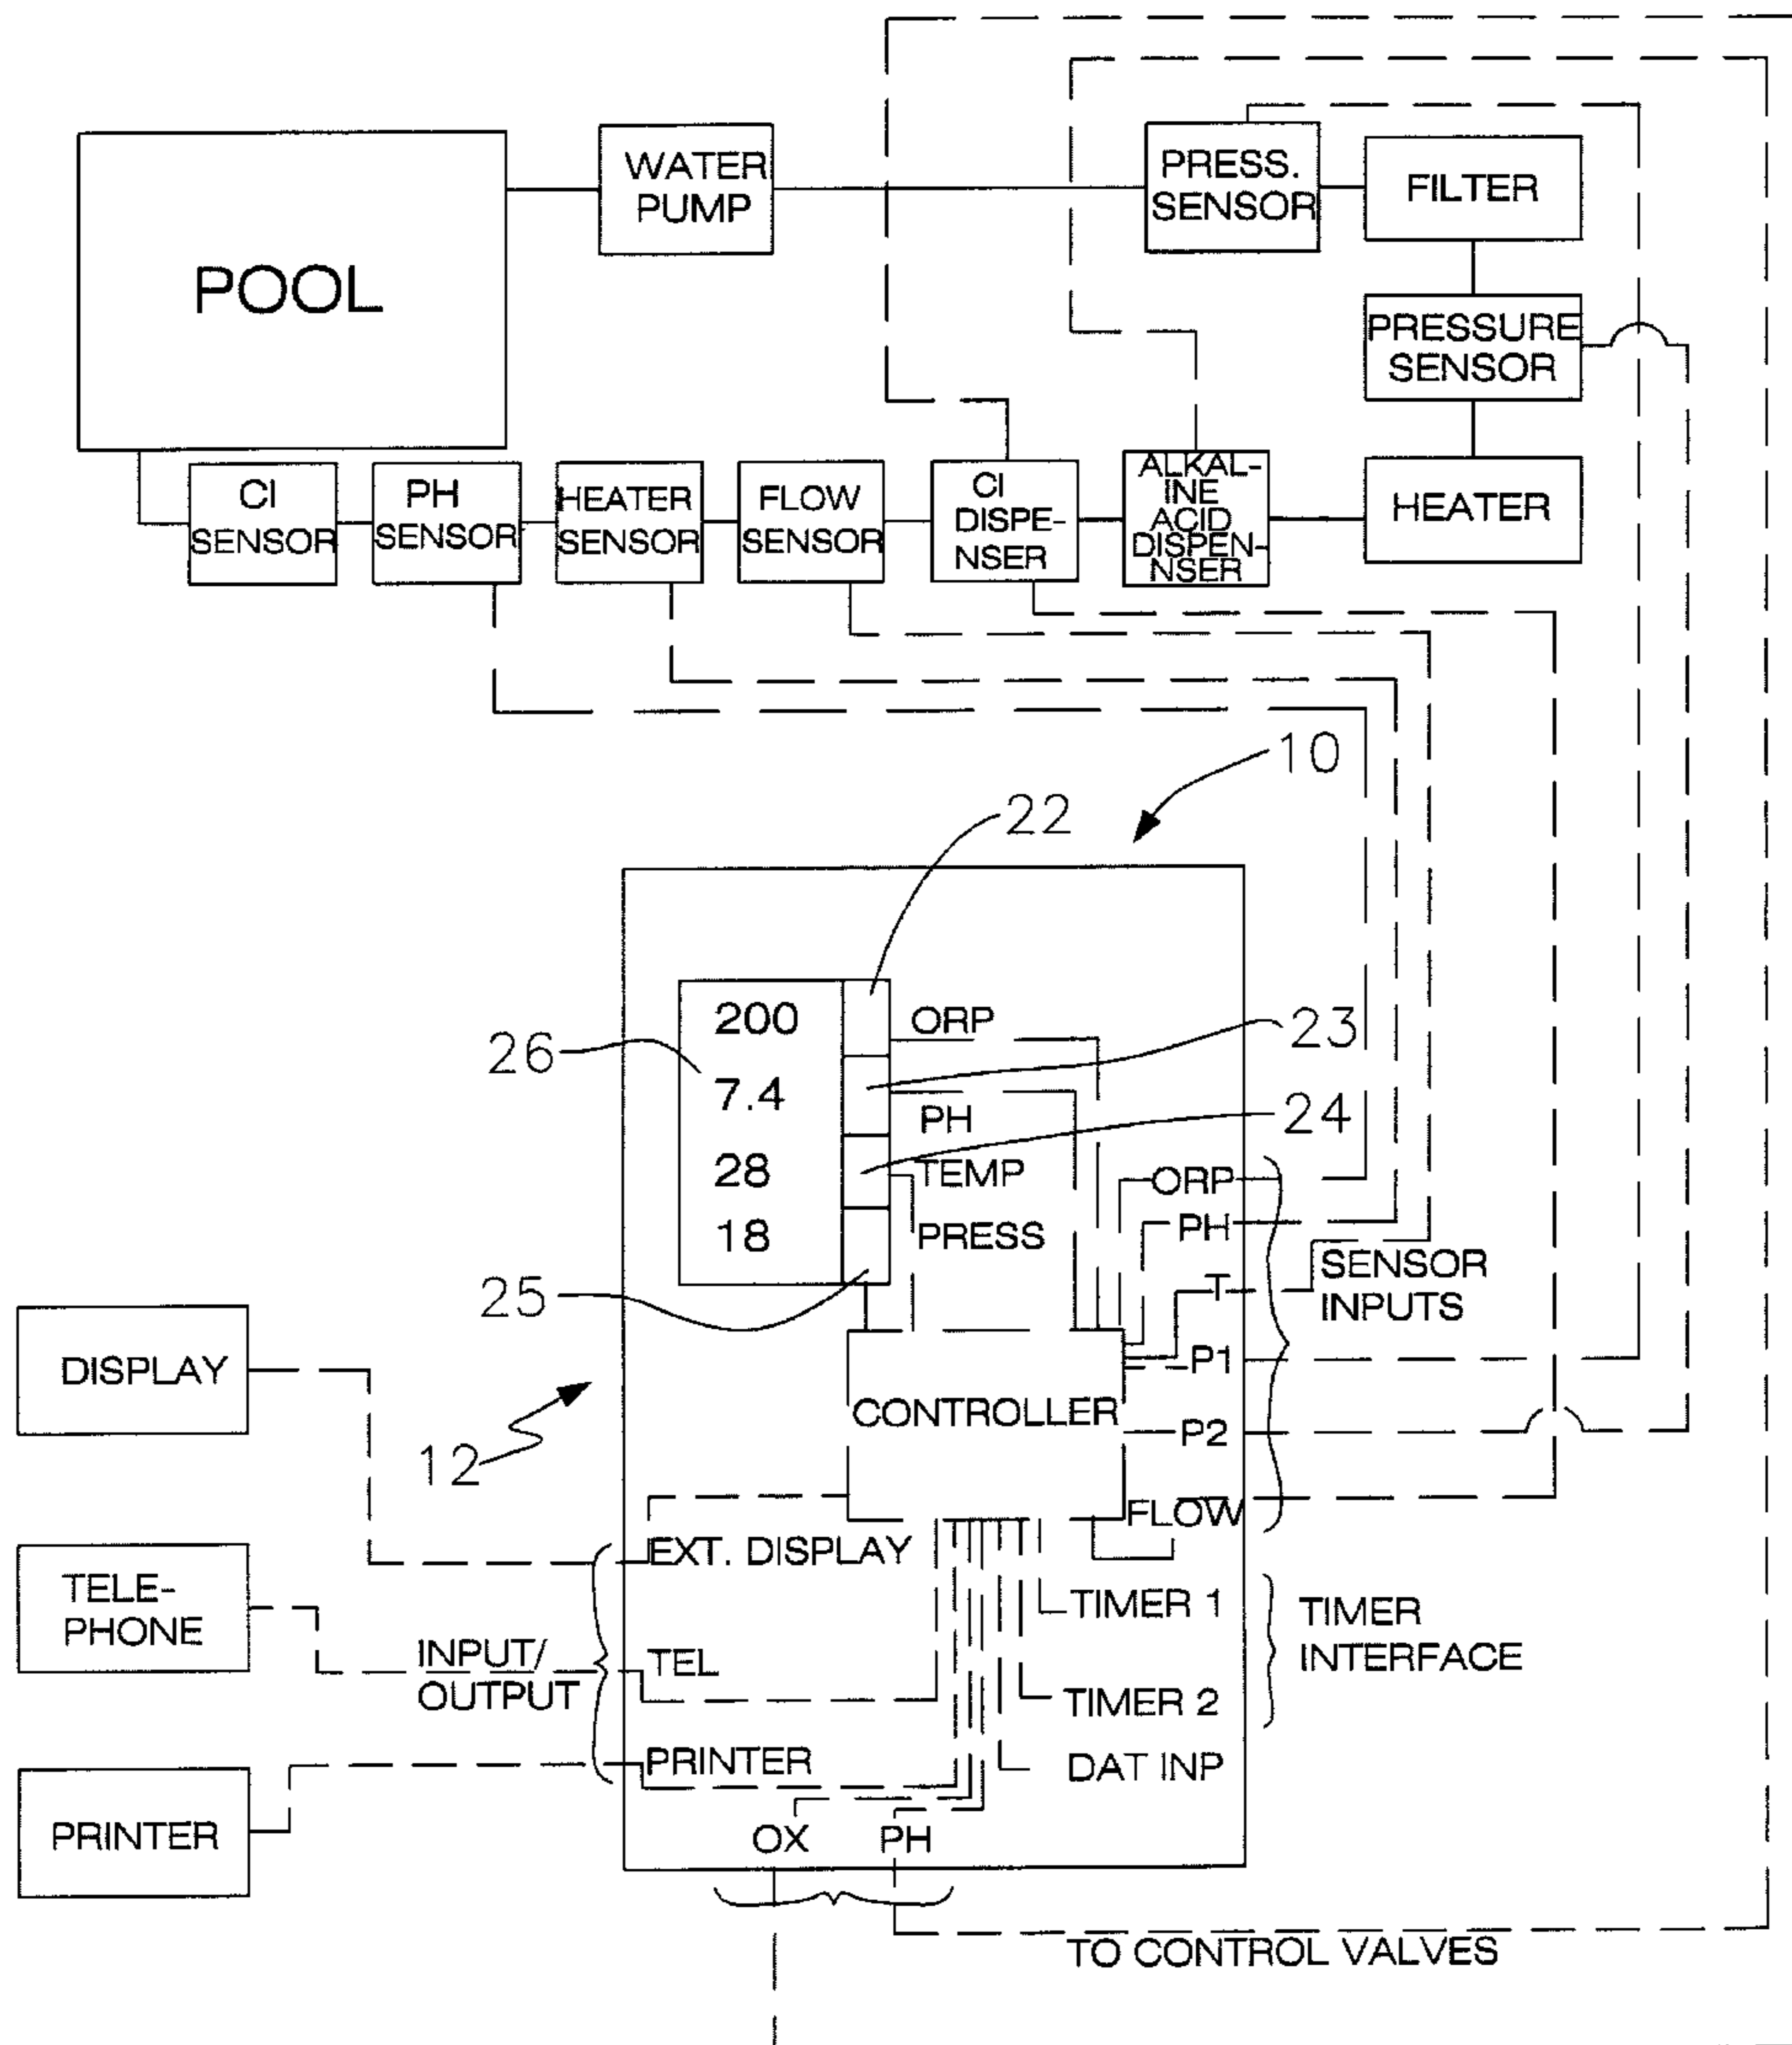 POOL
WATER
PUMP
PRESS.
SENSOR
FILTER
PRESSURE
SENSOR
HEATER
ALKAL-
INE
ACID
DISPEN-
NSER
Cl
DISPE-
NSER
FLOW
SENSOR
HEATER
SENSOR
PH
SENSOR
Cl
SENSOR
10
22
200
ORP
23
26
7.4
PH
24
28
TEMP
18
PRESS
25
ORP
PH
T
P1
P2
FLOW
SENSOR
INPUTS
CONTROLLER
12
DISPLAY
TELE-
PHONE
PRINTER
INPUT/
OUTPUT
EXT. DISPLAY
TEL
PRINTER
TIMER 1
TIMER 2
TIMER
INTERFACE
DAT INP
OX
PH
TO CONTROL VALVES